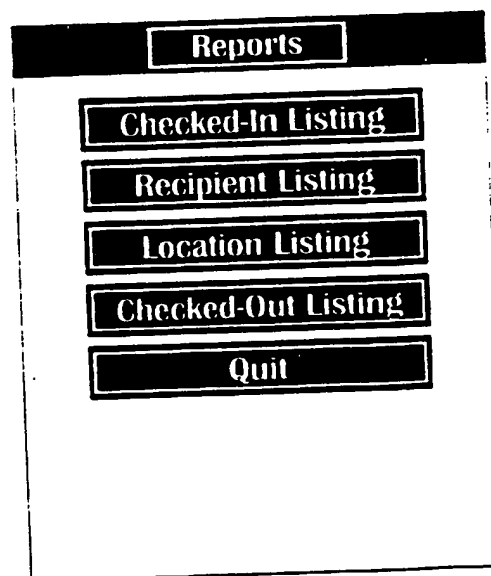 Reports
Checked-In Listing
Recipient Listing
Location Listing
Checked-Out Listing
Quit